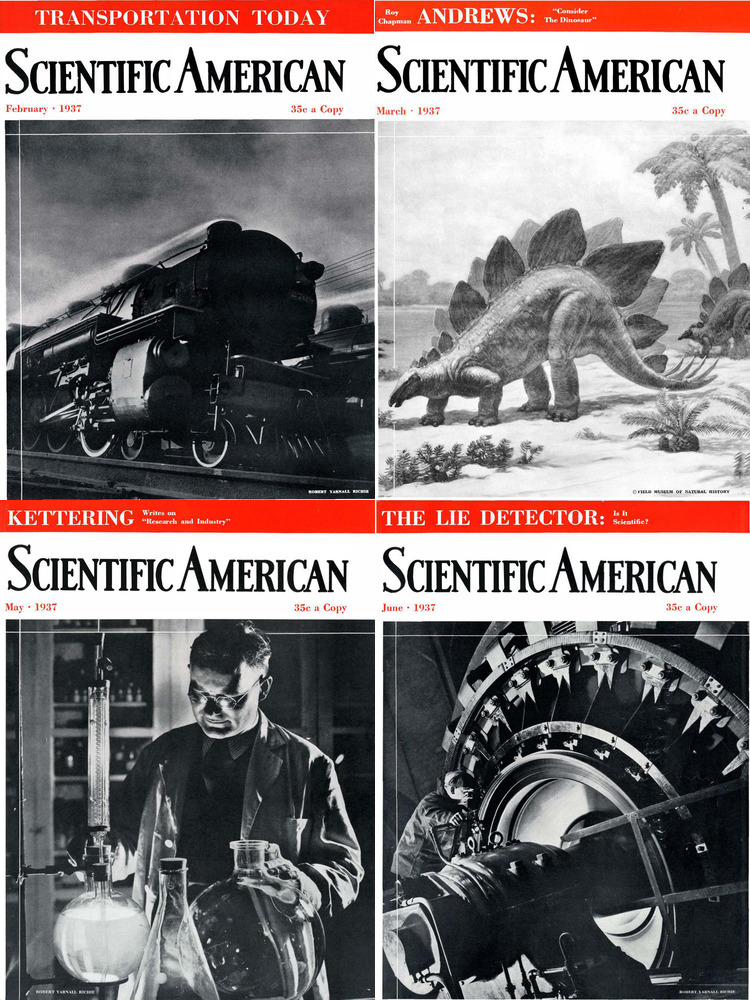 TRANSPORTATION TODAY
SCIENTIFIC AMERICAN
February · 1937
35c a Copy
ROBERT YARNALL RICHIE
Roy
Chapman
ANDREWS:
"Consider
The Dinosaur"
SCIENTIFIC AMERICAN
March · 1937
35c a Copy
© FIELD MUSEUM OF NATURAL HISTORY
KETTERING
Writes on
"Research and Industry"
SCIENTIFIC AMERICAN
May · 1937
35c a Copy
ROBERT YARNALL RICHIE
THE LIE DETECTOR:
Is It
Scientific?
SCIENTIFIC AMERICAN
June · 1937
35c a Copy
ROBERT YARNALL RICHIE